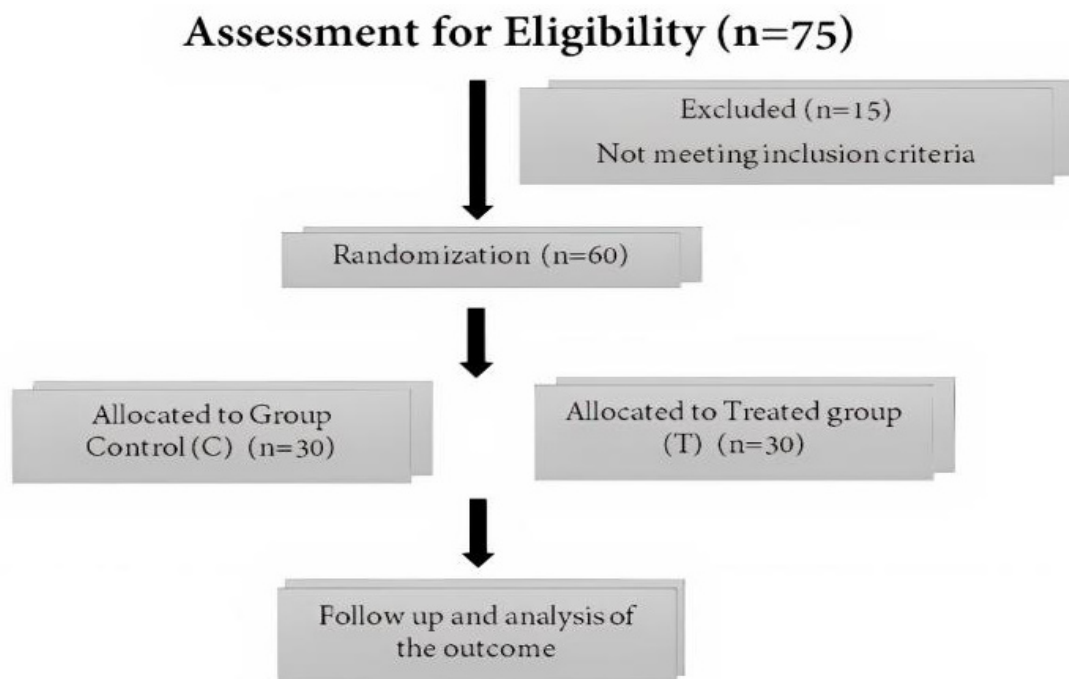 Assessment for Eligibility (n=75)
Excluded (n=15)
Not meeting inclusion criteria
Randomization (n=60)
Allocated to Group
Control (C) (n=30)
Allocated to Treated group
(T) (n=30)
Follow up and analysis of
the outcome